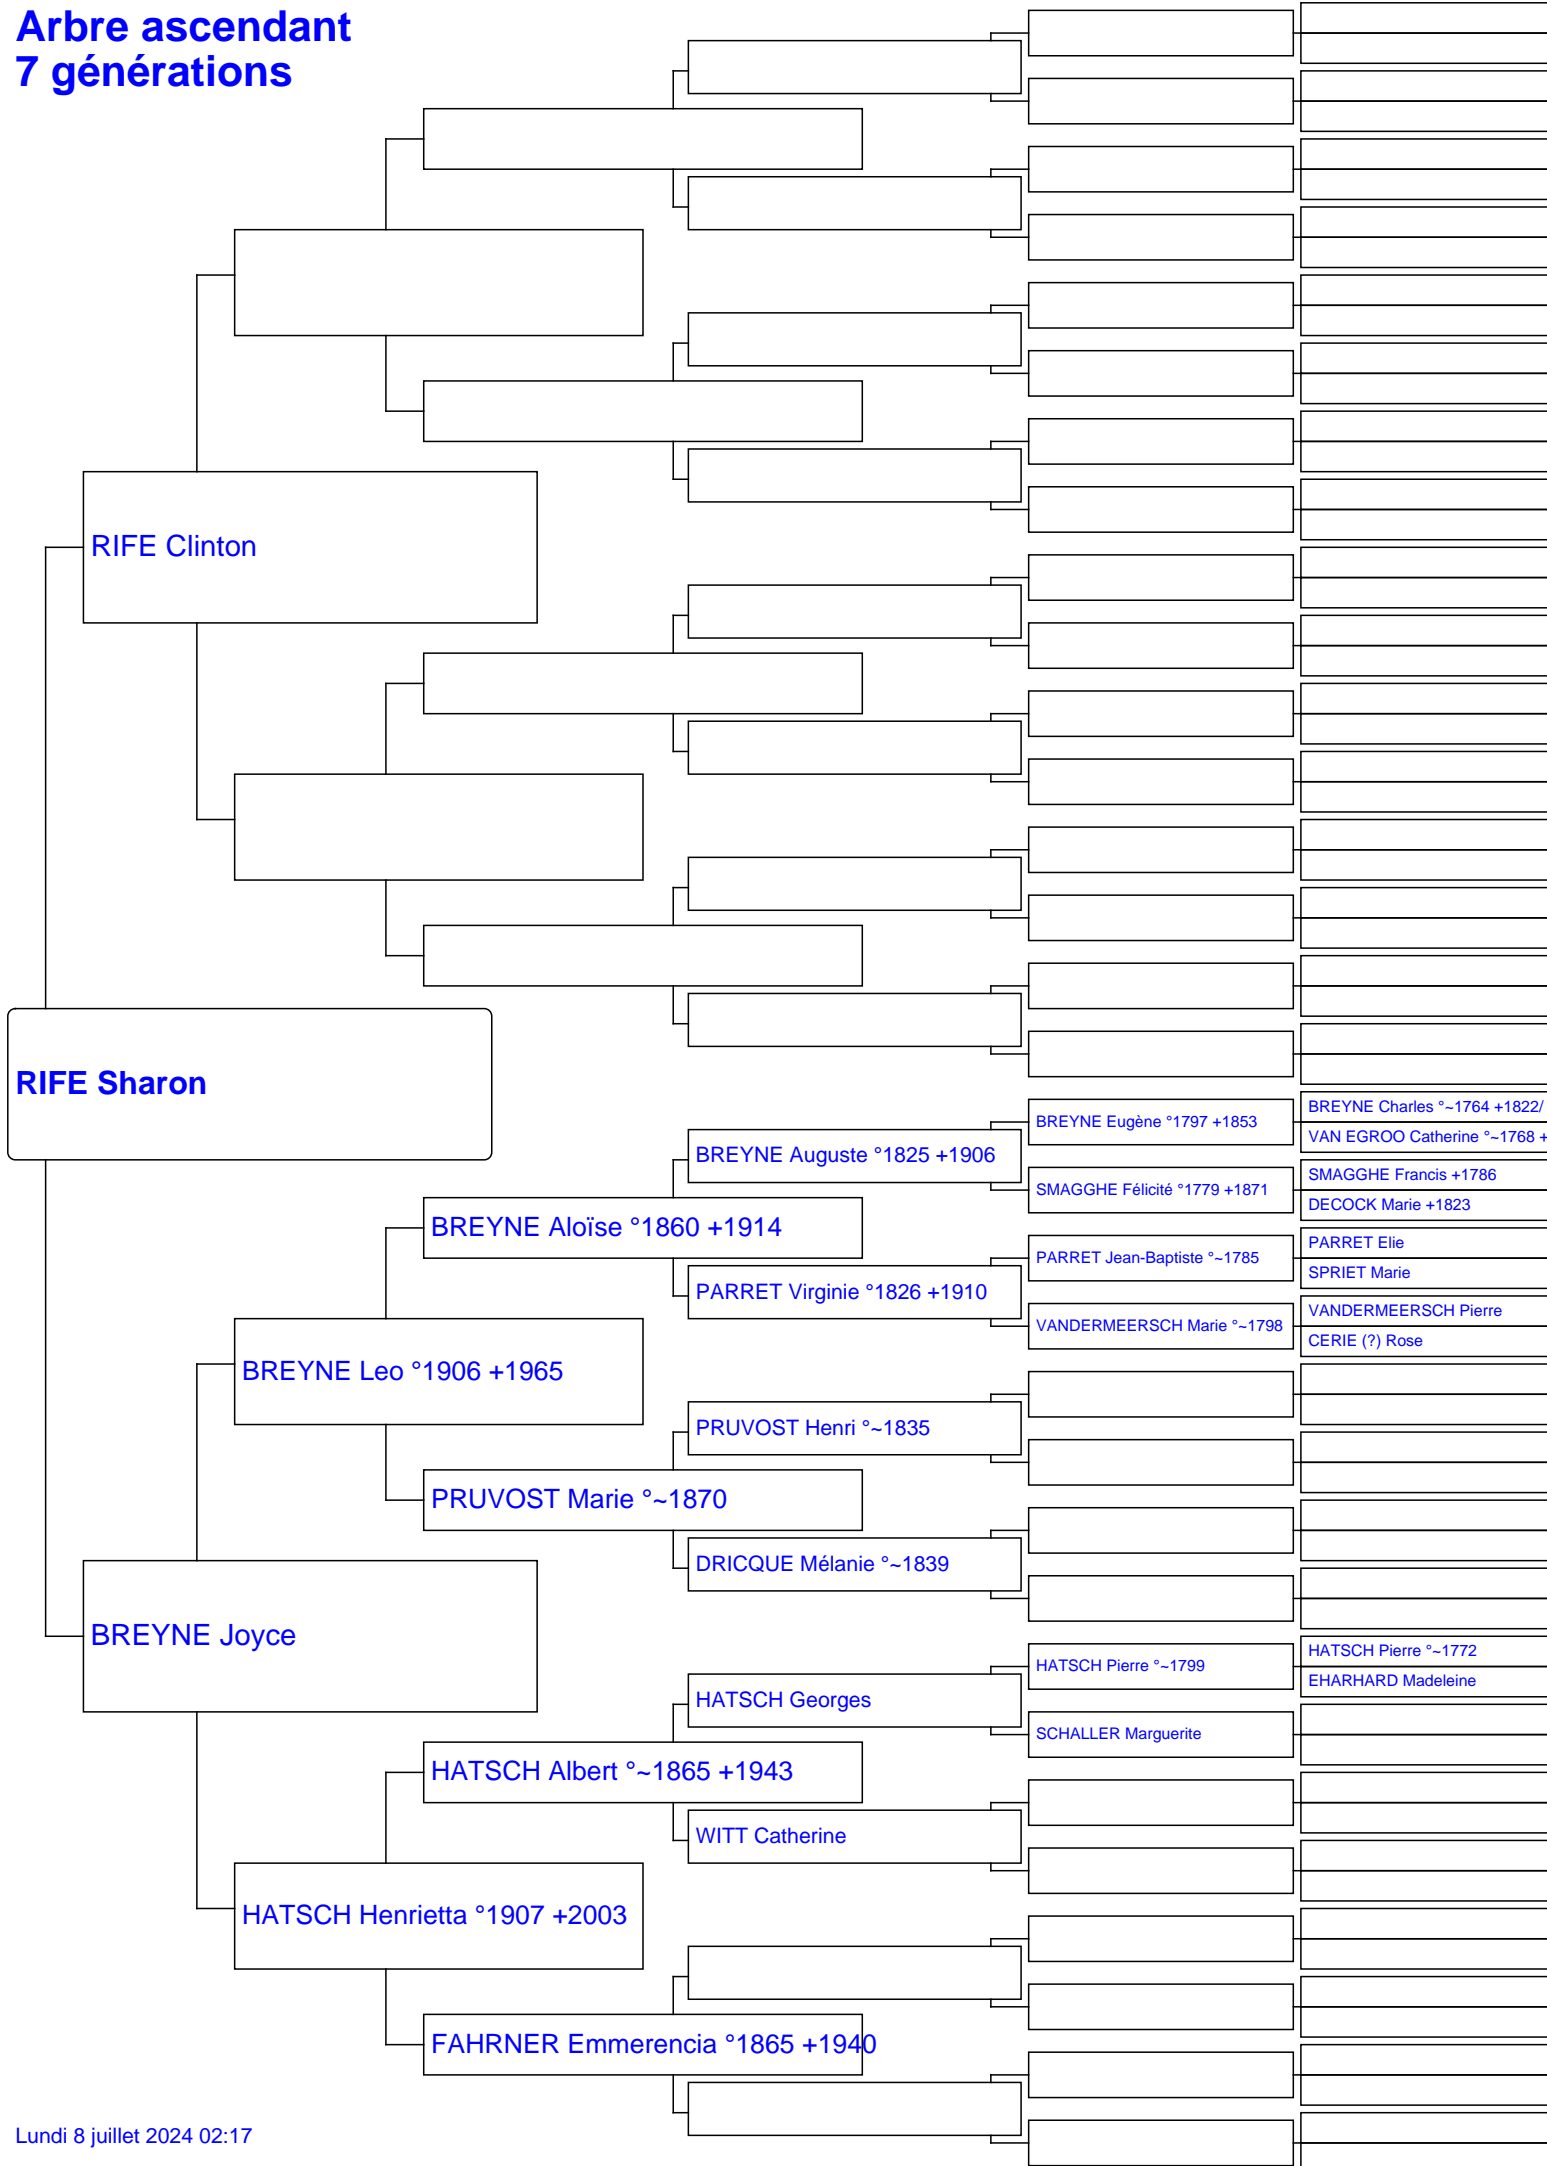 Arbre ascendant
7 générations
RIFE Clinton
RIFE Sharon
BREYNE Charles °~1764 +1822/
BREYNE Eugène °1797 +1853
VAN EGROO Catherine °~1768 +
BREYNE Auguste °1825 +1906
SMAGGHE Francis +1786
SMAGGHE Félicité °1779 +1871
DECOCK Marie +1823
BREYNE Aloïse °1860 +1914
PARRET Elie
PARRET Jean-Baptiste °~1785
SPRIET Marie
PARRET Virginie °1826 +1910
VANDERMEERSCH Pierre
VANDERMEERSCH Marie °~1798
CERIE (?) Rose
BREYNE Leo °1906 +1965
PRUVOST Henri °~1835
PRUVOST Marie °~1870
DRICQUE Mélanie °~1839
BREYNE Joyce
HATSCH Pierre °~1772
HATSCH Pierre °~1799
EHARHARD Madeleine
HATSCH Georges
SCHALLER Marguerite
HATSCH Albert °~1865 +1943
WITT Catherine
HATSCH Henrietta °1907 +2003
FAHRNER Emmerencia °1865 +1940
Lundi 8 juillet 2024 02:17